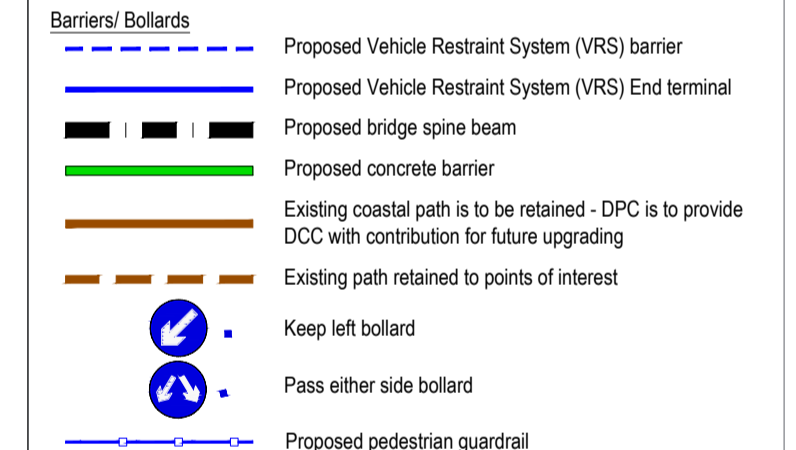 Barriers/ Bollards
Proposed Vehicle Restraint System (VRS) barrier
Proposed Vehicle Restraint System (VRS) End terminal
Proposed bridge spine beam
Proposed concrete barrier
Existing coastal path is to be retained - DPC is to provide
DCC with contribution for future upgrading
Existing path retained to points of interest
Keep left bollard
Pass either side bollard
Proposed pedestrian guardrail